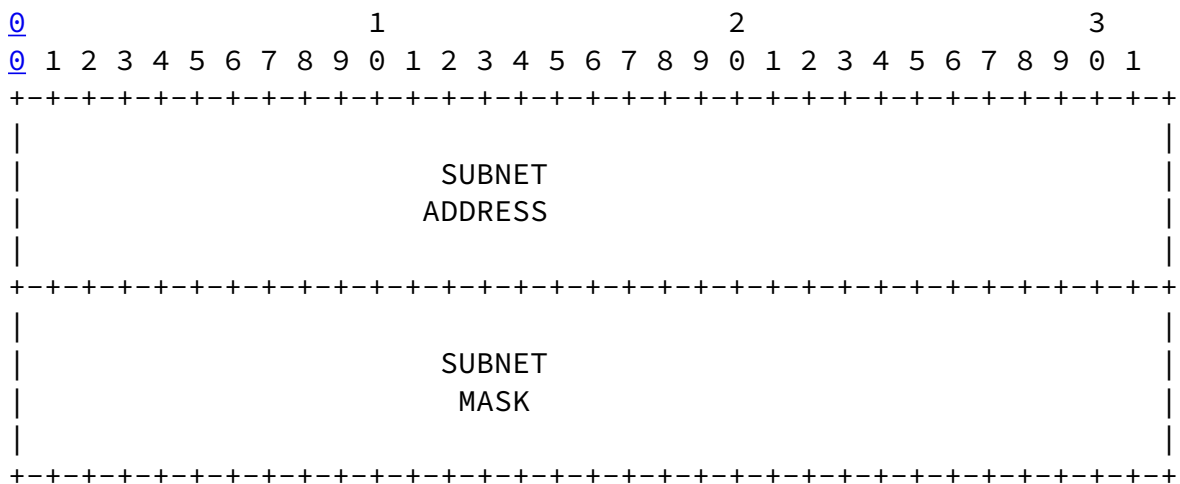 0                   1                   2                   3
0 1 2 3 4 5 6 7 8 9 0 1 2 3 4 5 6 7 8 9 0 1 2 3 4 5 6 7 8 9 0 1
+-+-+-+-+-+-+-+-+-+-+-+-+-+-+-+-+-+-+-+-+-+-+-+-+-+-+-+-+-+-+-+-+
|                                                               |
|                       SUBNET                                  |
|                      ADDRESS                                  |
|                                                               |
+-+-+-+-+-+-+-+-+-+-+-+-+-+-+-+-+-+-+-+-+-+-+-+-+-+-+-+-+-+-+-+-+
|                                                               |
|                       SUBNET                                  |
|                        MASK                                   |
|                                                               |
+-+-+-+-+-+-+-+-+-+-+-+-+-+-+-+-+-+-+-+-+-+-+-+-+-+-+-+-+-+-+-+-+